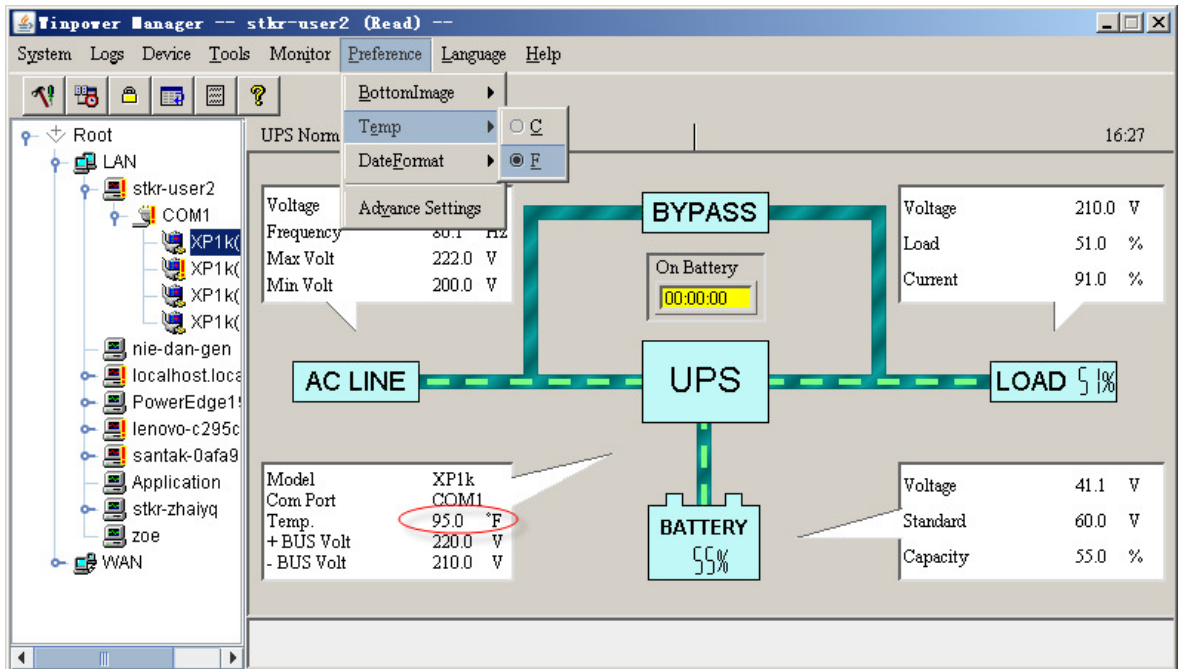 Winpower Manager -- stkr-user2 (Read) --
System Logs Device Tools Monitor Preference Language Help
BottomImage
Temp
C
F
DateFormat
Advance Settings
Root
LAN
stkr-user2
COM1
XP1k(
XP1k(
XP1k(
XP1k(
nie-dan-gen
localhost.loca
PowerEdge1
lenovo-c295c
santak-0afa9
Application
stkr-zhaiyq
zoe
WAN
UPS Norm
16:27
Voltage
Frequency
Max Volt 222.0 V
Min Volt 200.0 V
BYPASS
On Battery
00:00:00
Voltage 210.0 V
Load 51.0 %
Current 91.0 %
AC LINE
UPS
LOAD 51%
Model XP1k
Com Port COM1
Temp. 95.0 °F
+ BUS Volt 220.0 V
- BUS Volt 210.0 V
BATTERY
55%
Voltage 41.1 V
Standard 60.0 V
Capacity 55.0 %